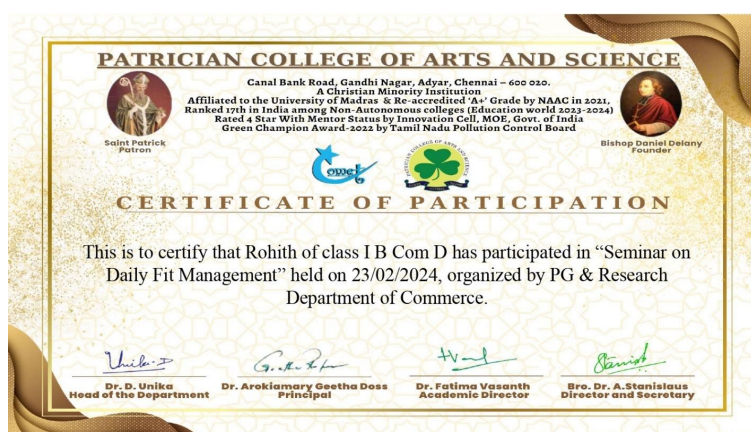 PATRICIAN COLLEGE OF ARTS AND SCIENCE
Canal Bank Road, Gandhi Nagar, Adyar, Chennai – 600 020.
A Christian Minority Institution
Affiliated to the University of Madras & Re-accredited ‘A+’ Grade by NAAC in 2021,
Ranked 17th in India among Non-Autonomous colleges (Education world 2023-2024)
Rated 4 Star With Mentor Status by Innovation Cell, MOE, Govt. of India
Green Champion Award-2022 by Tamil Nadu Pollution Control Board
Saint Patrick
Patron
Bishop Daniel Delany
Founder
PATRICIAN COLLEGE OF ARTS AND SCIENCE
CERTIFICATE OF PARTICIPATION
This is to certify that Rohith of class I B Com D has participated in “Seminar on
Daily Fit Management” held on 23/02/2024, organized by PG & Research
Department of Commerce.
Dr. D. Unika
Head of the Department
Dr. Arokiamary Geetha Doss
Principal
Dr. Fatima Vasanth
Academic Director
Bro. Dr. A.Stanislaus
Director and Secretary